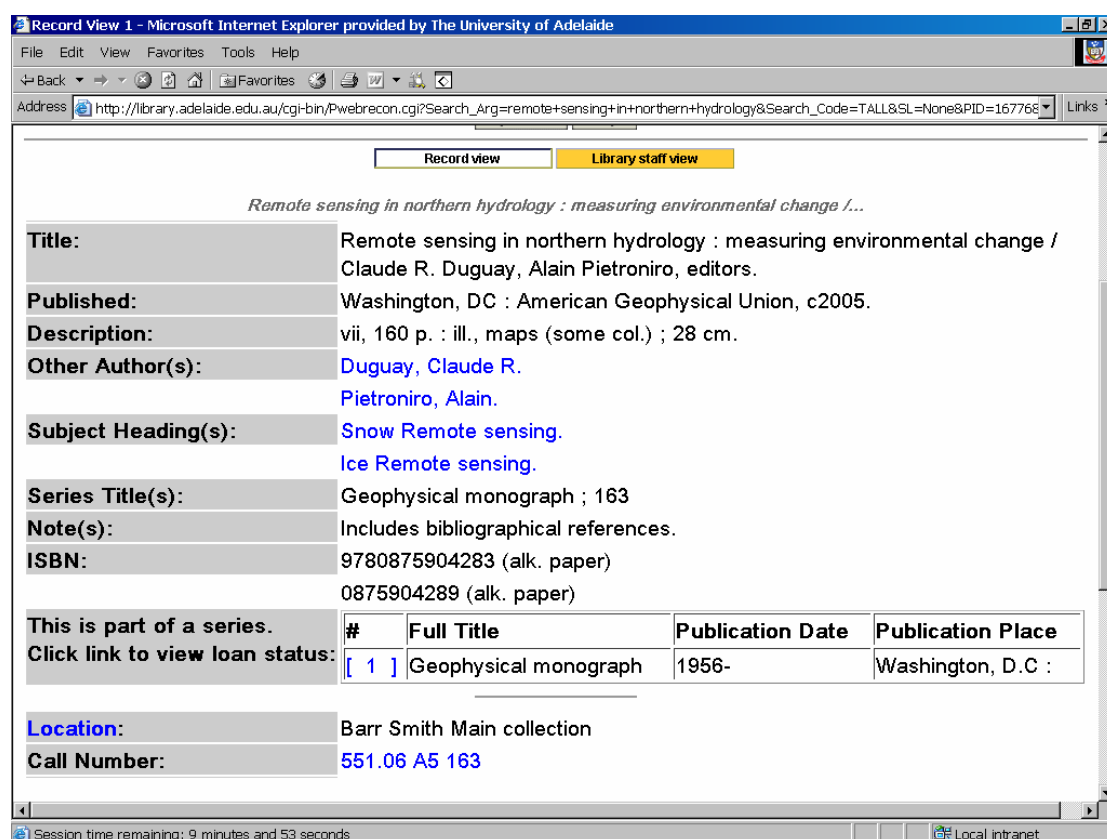 Record View 1 - Microsoft Internet Explorer provided by The University of Adelaide
File Edit View Favorites Tools Help
Back Favorites
Address http://library.adelaide.edu.au/cgi-bin/Pwebrecon.cgi?Search_Arg=remote+sensing+in+northern+hydrology&Search_Code=TALL&SL=None&PID=167768 Links
Record view Library staff view
Remote sensing in northern hydrology : measuring environmental change /...
Title: Remote sensing in northern hydrology : measuring environmental change /
Claude R. Duguay, Alain Pietroniro, editors.
Published: Washington, DC : American Geophysical Union, c2005.
Description: vii, 160 p. : ill., maps (some col.) ; 28 cm.
Other Author(s): Duguay, Claude R.
Pietroniro, Alain.
Subject Heading(s): Snow Remote sensing.
Ice Remote sensing.
Series Title(s): Geophysical monograph ; 163
Note(s): Includes bibliographical references.
ISBN: 9780875904283 (alk. paper)
0875904289 (alk. paper)
This is part of a series.
Click link to view loan status:
# Full Title Publication Date Publication Place
[ 1 ] Geophysical monograph 1956- Washington, D.C :
Location: Barr Smith Main collection
Call Number: 551.06 A5 163
Session time remaining: 9 minutes and 53 seconds Local intranet